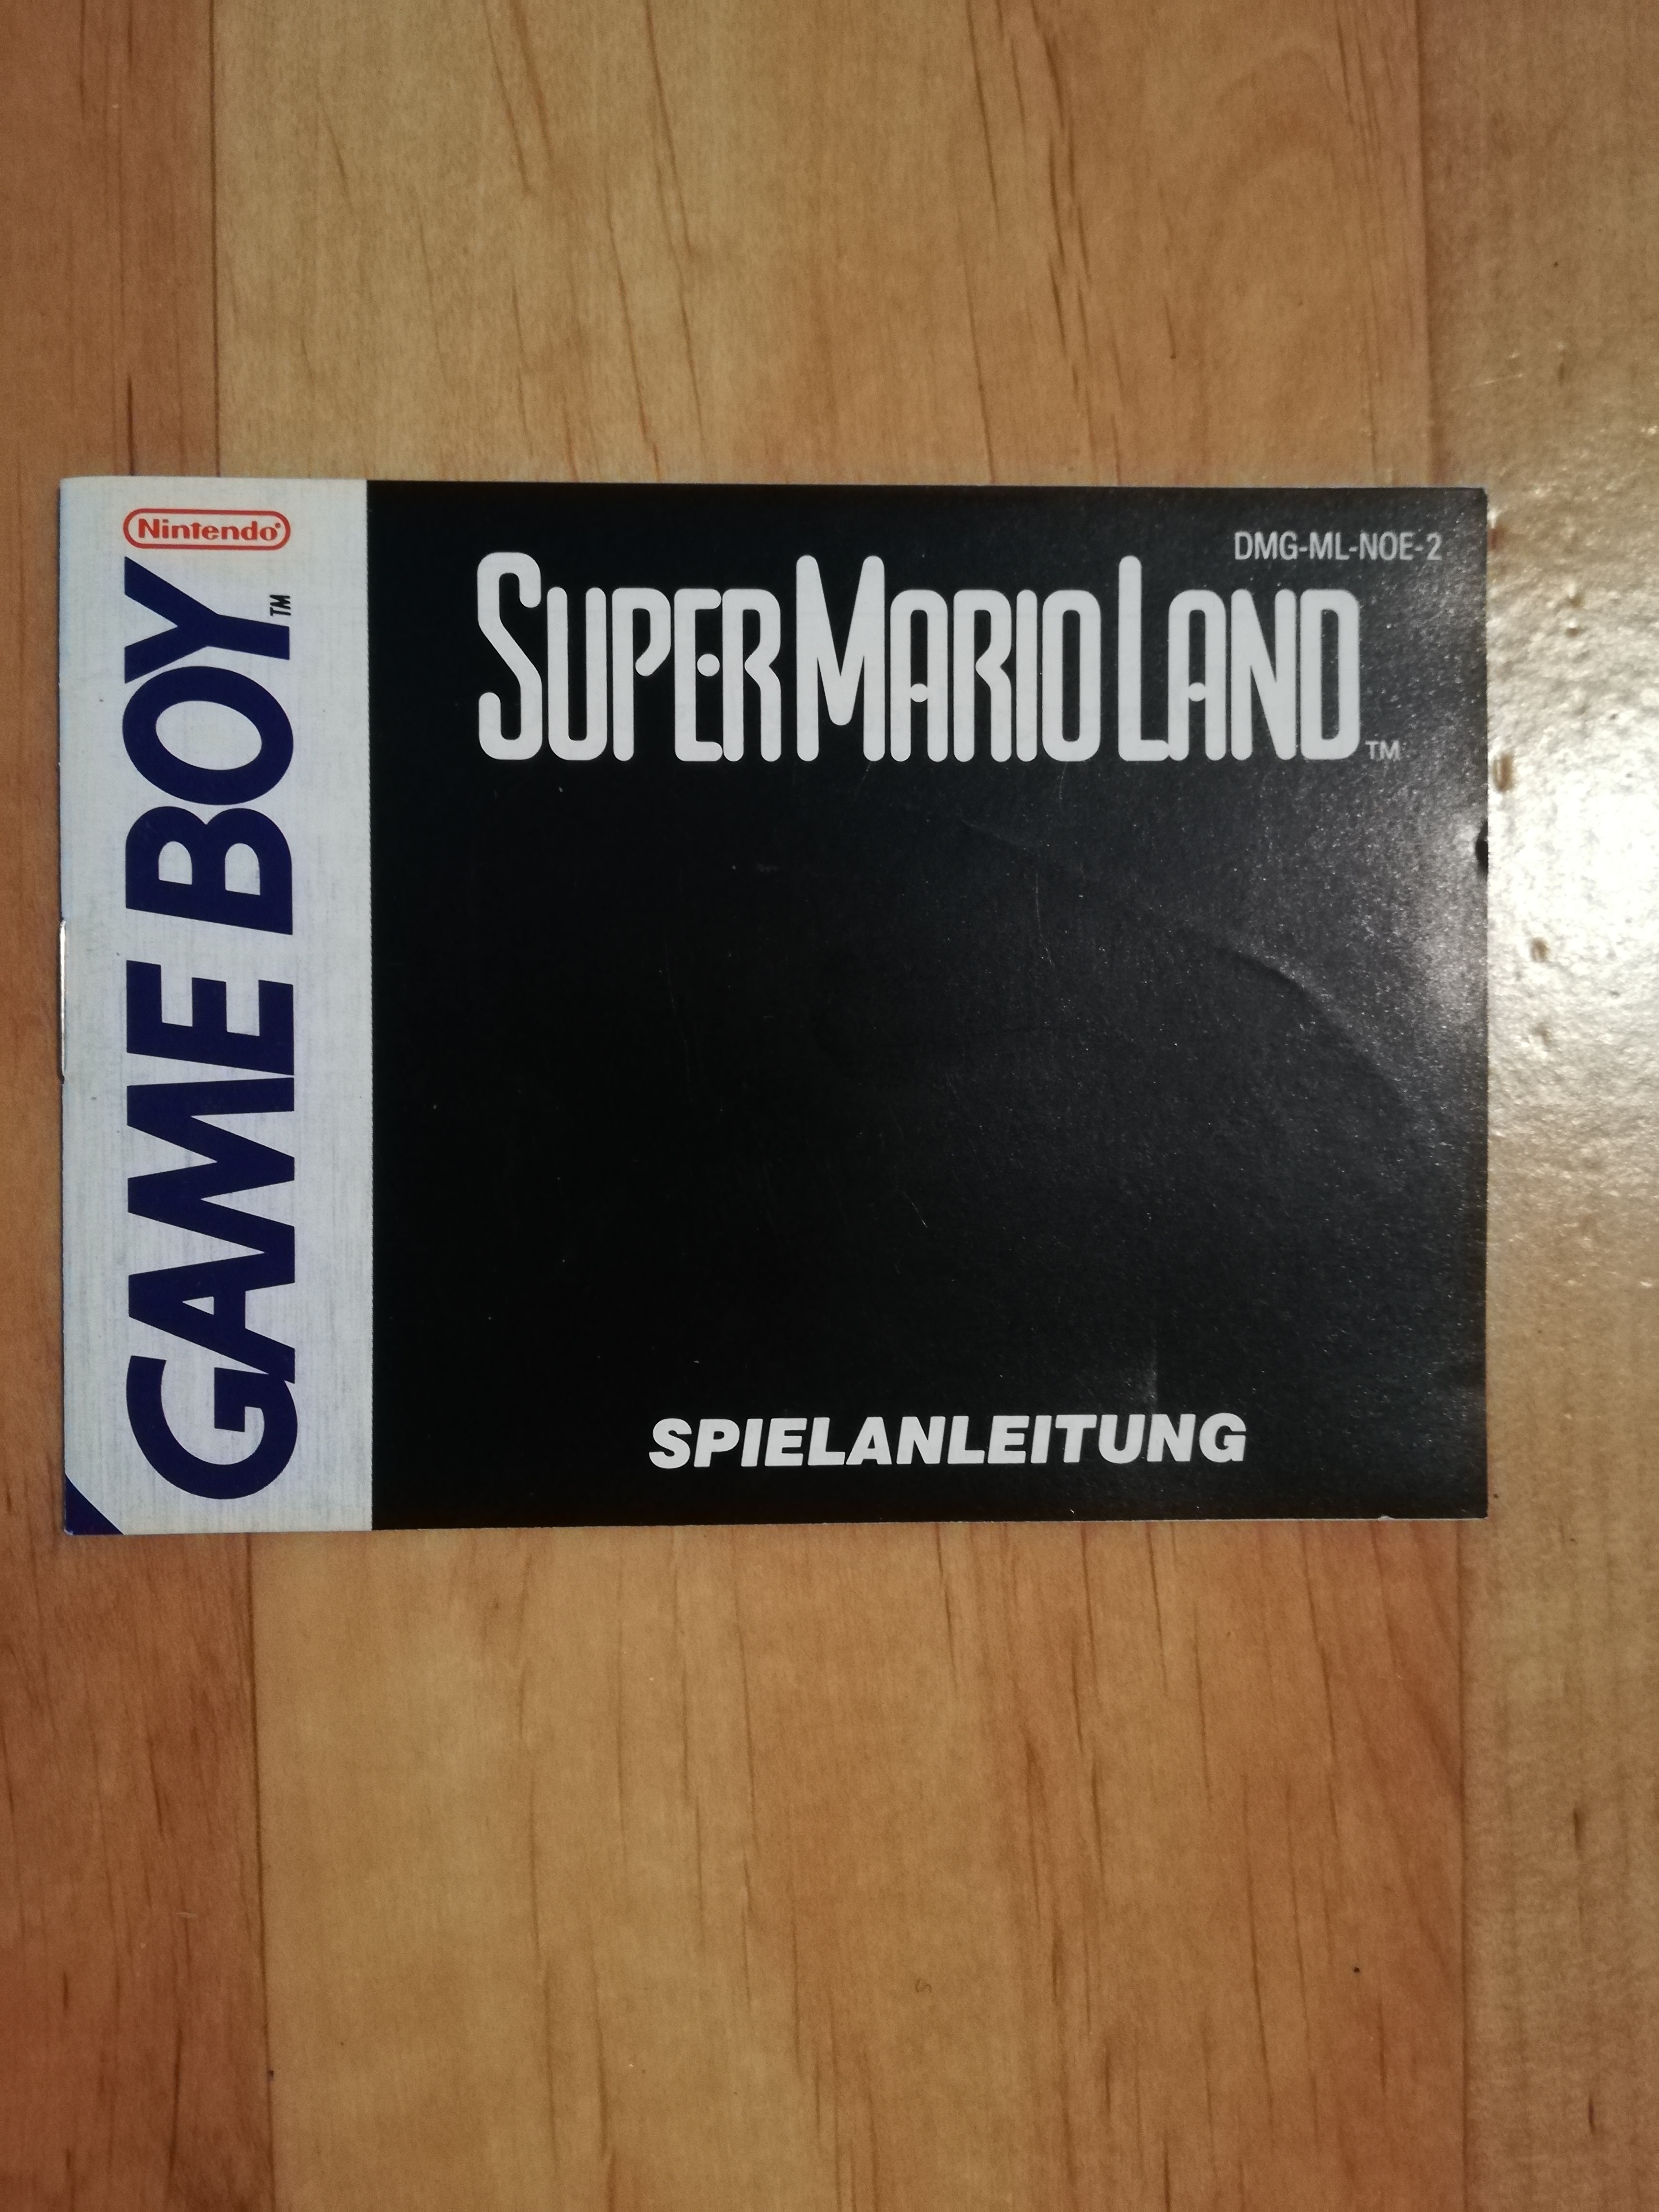 Nintendo®
GAME BOY™
DMG-ML-NOE-2
SUPER MARIO LAND™
SPIELANLEITUNG